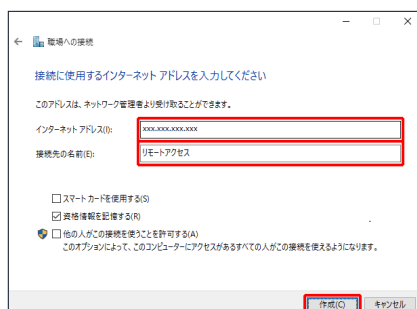 職場への接続
接続に使用するインターネット アドレスを入力してください
このアドレスは、ネットワーク管理者より受け取ることができます。
インターネット アドレス(I):
xxx.xxx.xxx.xxx
接続先の名前(E):
リモートアクセス
スマート カードを使用する(S)
資格情報を記憶する(R)
他の人がこの接続を使うことを許可する(A)
このオプションによって、このコンピューターにアクセスがあるすべての人がこの接続を使えるようになります。
作成(C)
キャンセル